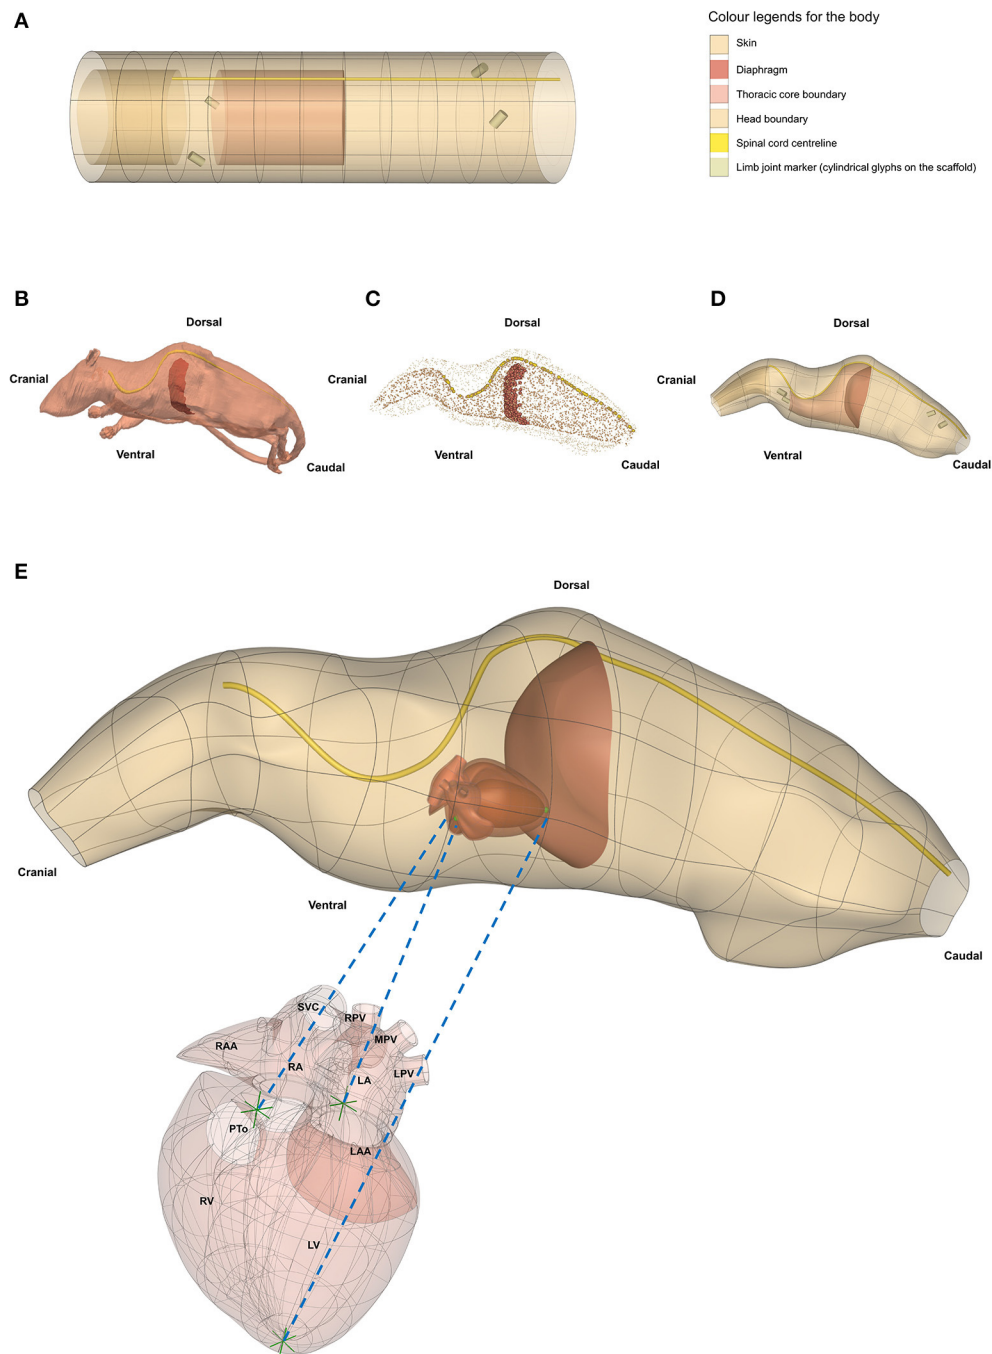 A
Colour legends for the body
Skin
Diaphragm
Thoracic core boundary
Head boundary
Spinal cord centreline
Limb joint marker (cylindrical glyphs on the scaffold)
B
Dorsal
Cranial
Ventral
Caudal
C
Dorsal
Cranial
Ventral
Caudal
D
Dorsal
Cranial
Ventral
Caudal
E
Dorsal
Cranial
Ventral
Caudal
SVC
RPV
MPV
RAA
RA
LA
LPV
PTo
LAA
RV
LV